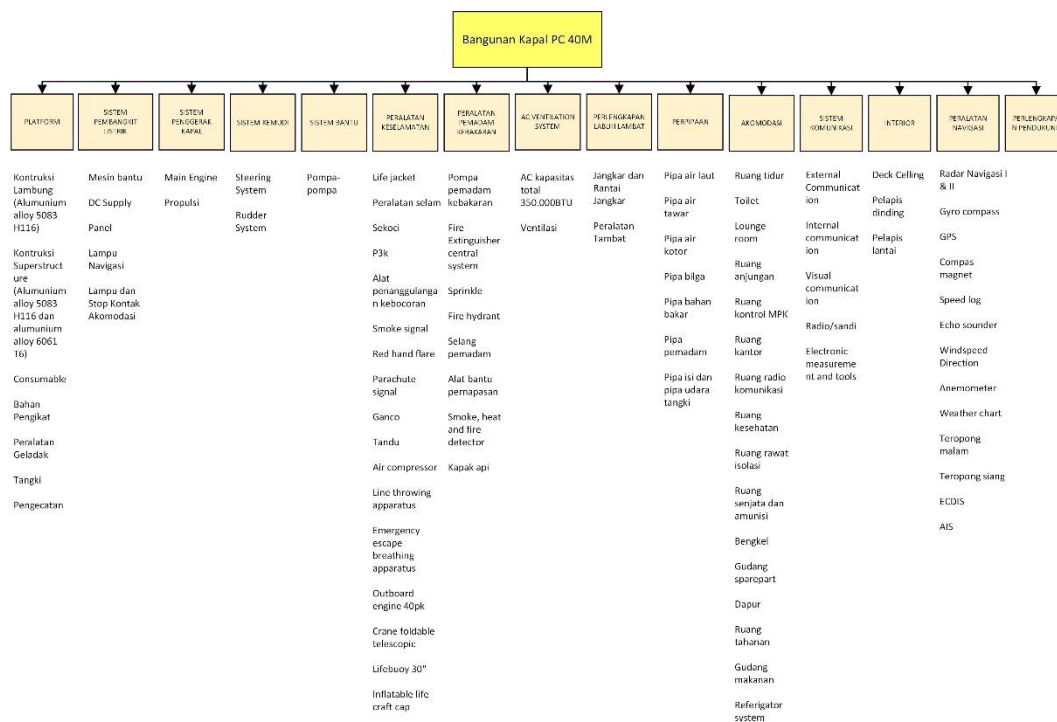 Bangunan Kapal PC 40M
PLATFORM
SISTEM
PEMBANGKIT
LISTRIK
SISTEM
PENGGERAK
KAPAL
SISTEM KEMUDI
SISTEM BANTU
PERALATAN
KESELAMATAN
PERALATAN
PEMADAM
AC VENTILATION
SYSTEM
PERLENGKAPAN
PERPIPAAN
AKOMODASI
SISTEM
KOMUNIKASI
INTERIOR
PERALATAN
NAVIGASI
PERLENGKAPA
N PENDUKUN
Kontruksi
Lambung
(Alumunium
alloy 5083
H116)
Kontruksi
Superstruct
ure
(Alumunium
alloy 5083
H116 dan
alumunium
alloy 6061
T6)
Consumable
Bahan
Pengikat
Peralatan
Geladak
Tangki
Pengecatan
Mesin bantu
DC Supply
Panel
Lampu
Navigasi
Lampu dan
Stop Kontak
Akomodasi
Main Engine
Propulsi
Steering
System
Rudder
System
Pompa-
pompa
Life jacket
Peralatan selam
Sekoci
P3k
Alat
penanggulanga
n kebocoran
Smoke signal
Red hand flare
Parachute
signal
Ganco
Tandu
Air compressor
Line throwing
apparatus
Emergency
escape
breathing
apparatus
Outboard
engine 40pk
Crane foldable
telescopic
Lifebuoy 30"
Inflatable life
craft cap
Pompa
pemadam
kebakaran
Fire
Extinguisher
central
system
Sprinkle
Fire hydrant
Selang
pemadam
Alat bantu
pernapasan
Smoke, heat
and fire
detector
Kapak api
AC kapasitas
total
350.000BTU
Ventilasi
Jangkar dan
Rantai
Jangkar
Peralatan
Tambat
Pipa air laut
Pipa air
tawar
Pipa air
kotor
Pipa bilga
Pipa bahan
bakar
Pipa
pemadam
Pipa isi dan
pipa udara
tangki
Ruang tidur
Toilet
Lounge
room
Ruang
anjungan
Ruang
kontrol MPK
Ruang
kantor
Ruang radio
komunikasi
Ruang
kesehatan
Ruang rawat
isolasi
Ruang
senjata dan
amunisi
Bengkel
Gudang
sparepart
Dapur
Ruang
tahanan
Gudang
makanan
Referigator
system
External
Communicat
ion
Internal
communicat
ion
Visual
communicat
ion
Radio/sandi
Electronic
measureme
nt and tools
Deck Celling
Pelapis
dinding
Pelapis
lantai
Radar Navigasi I
& II
Gyro compass
GPS
Compas
magnet
Speed log
Echo sounder
Windspeed
Direction
Anemometer
Weather chart
Teropong
malam
Teropong siang
ECDIS
AIS